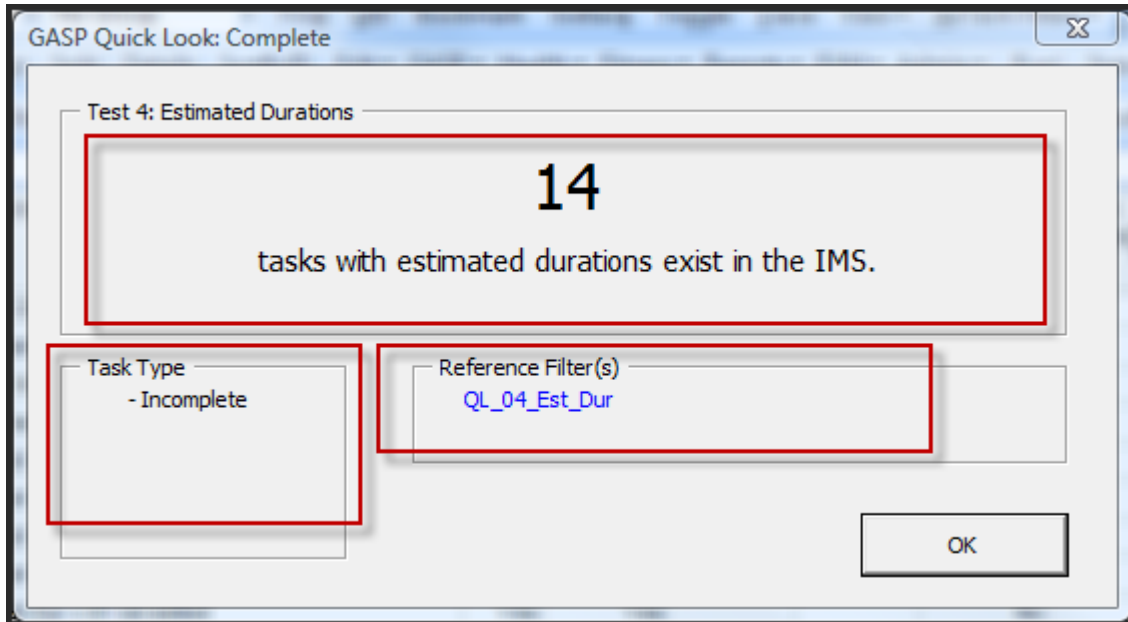 GASP Quick Look: Complete
Test 4: Estimated Durations
14
tasks with estimated durations exist in the IMS.
Task Type
- Incomplete
Reference Filter(s)
QL_04_Est_Dur
OK